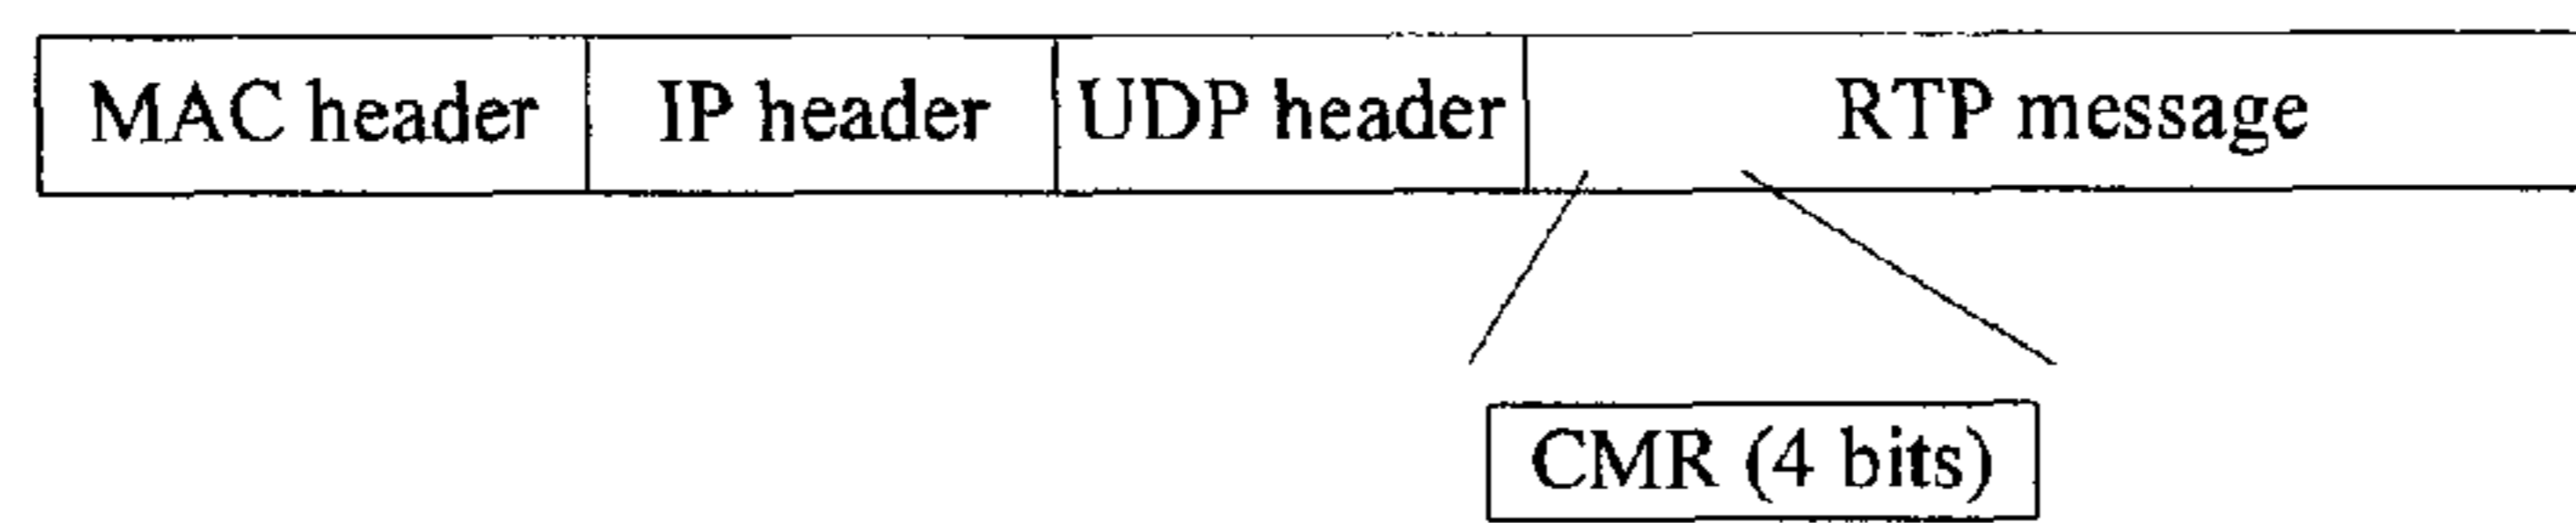 MAC header IP header UDP header RTP message
CMR (4 bits)